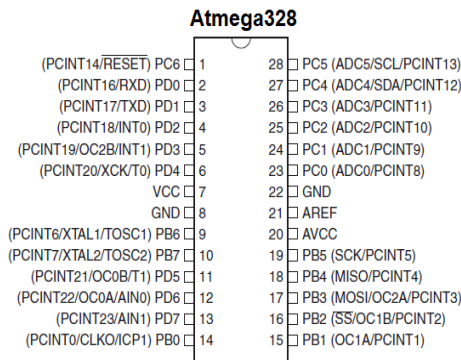 Atmega328
(PCINT14/RESET) PC6 1 28 PC5 (ADC5/SCL/PCINT13)
(PCINT16/RXD) PD0 2 27 PC4 (ADC4/SDA/PCINT12)
(PCINT17/TXD) PD1 3 26 PC3 (ADC3/PCINT11)
(PCINT18/INT0) PD2 4 25 PC2 (ADC2/PCINT10)
(PCINT19/OC2B/INT1) PD3 5 24 PC1 (ADC1/PCINT9)
(PCINT20/XCK/T0) PD4 6 23 PC0 (ADC0/PCINT8)
VCC 7 22 GND
GND 8 21 AREF
(PCINT6/XTAL1/TOSC1) PB6 9 20 AVCC
(PCINT7/XTAL2/TOSC2) PB7 10 19 PB5 (SCK/PCINT5)
(PCINT21/OC0B/T1) PD5 11 18 PB4 (MISO/PCINT4)
(PCINT22/OC0A/AIN0) PD6 12 17 PB3 (MOSI/OC2A/PCINT3)
(PCINT23/AIN1) PD7 13 16 PB2 (SS/OC1B/PCINT2)
(PCINT0/CLKO/ICP1) PB0 14 15 PB1 (OC1A/PCINT1)